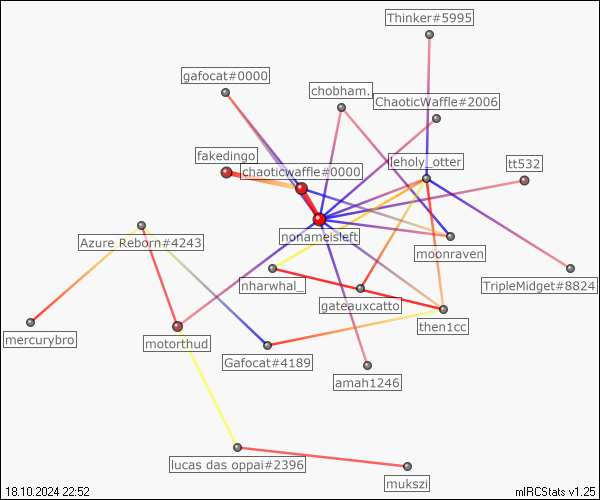 Thinker#5995
gafocat#0000
chobham.
ChaoticWaffle#2006
fakedingo
chaoticwaffle#0000
leholy_otter
tt532
nonameisleft
Azure Reborn#4243
moonraven
nharwhal_
TripleMidget#8824
gateauxcatto
then1cc
mercurybro
motorthud
Gafocat#4189
amah1246
lucas das oppai#2396
mukszi
18.10.2024 22:52
mIRCStats v1.25